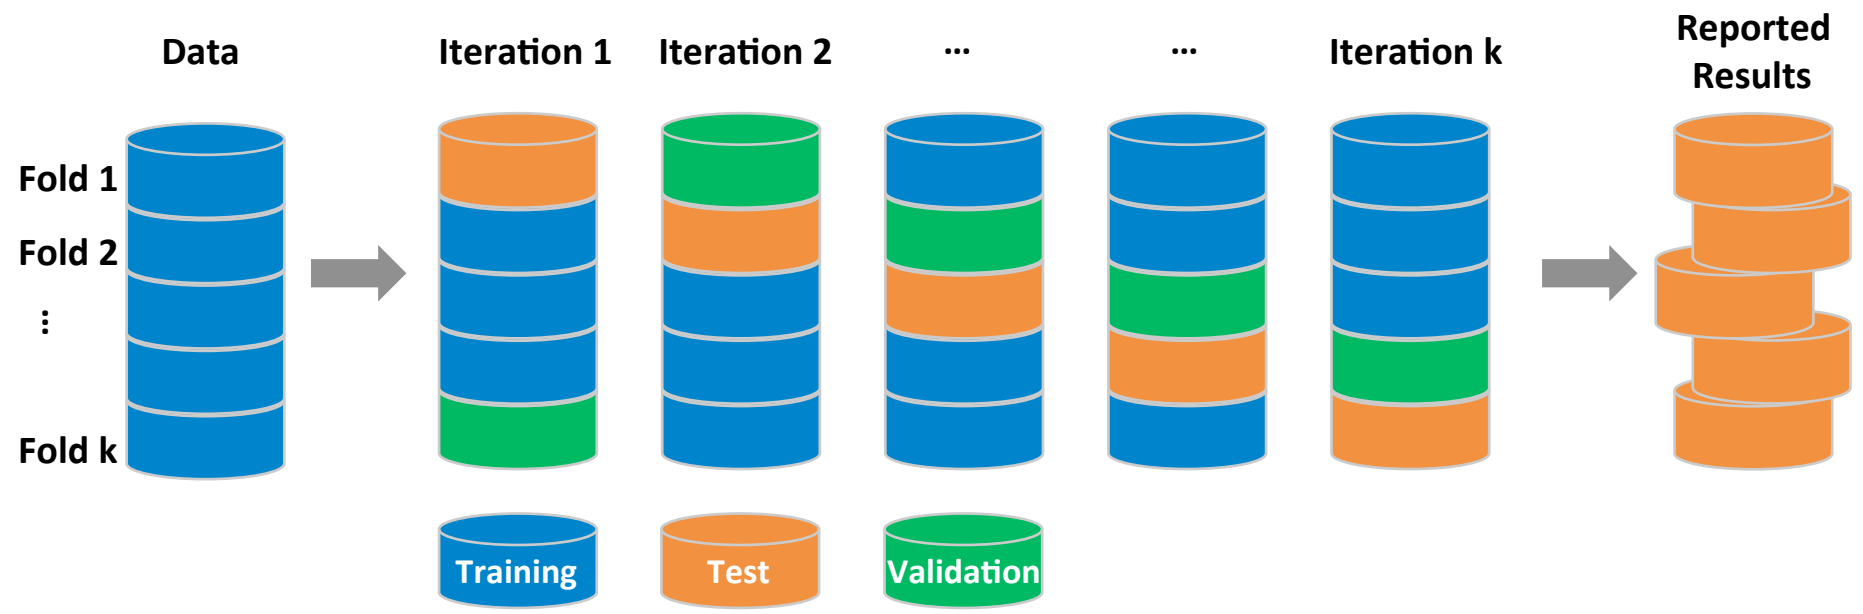 Data
Iteration 1
Iteration 2
...
...
Iteration k
Reported
Results
Fold 1
Fold 2
...
Fold k
Training
Test
Validation